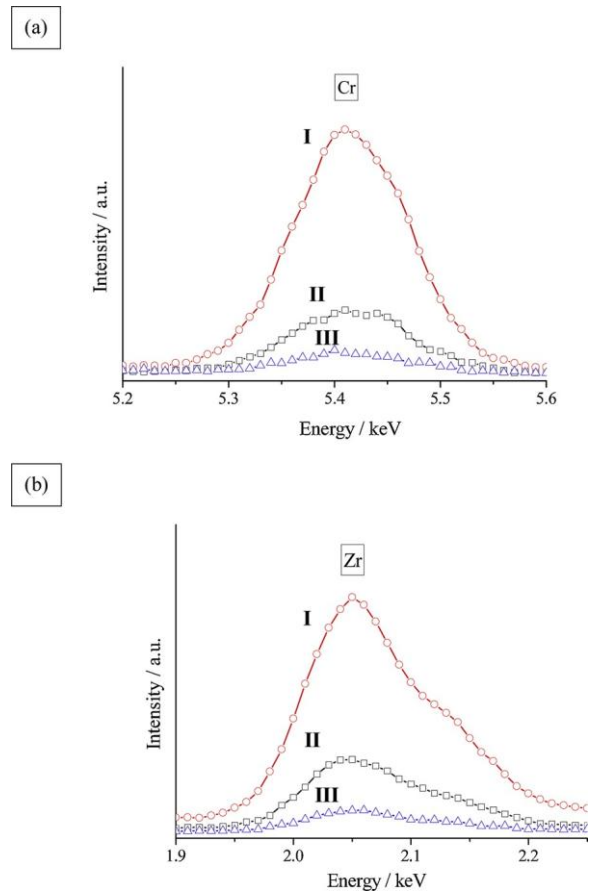 (a)
Cr
I
II
III
Intensity / a.u.
5.2 5.3 5.4 5.5 5.6
Energy / keV
(b)
Zr
I
II
III
Intensity / a.u.
1.9 2.0 2.1 2.2
Energy / keV